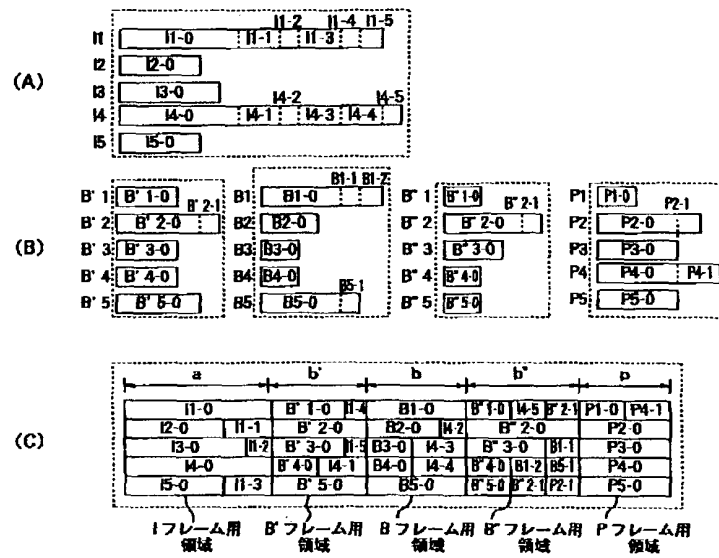 (A)
I1-2 I1-4 I1-5
I1 I1-0 I1-1 I1-3
I2 I2-0
I3 I3-0
I4-2 I4-5
I4 I4-0 I4-1 I4-3 I4-4
I5 I5-0
(B)
B' 1 B' 1-0
B' 2-1
B' 2 B' 2-0
B' 3 B' 3-0
B' 4 B' 4-0
B' 5 B' 5-0
B1-1 B1-2
B1 B1-0
B2 B2-0
B3 B3-0
B4 B4-0
B5-1
B5 B5-0
B" 1 B" 1-0
B" 2-1
B" 2 B" 2-0
B" 3 B" 3-0
B" 4 B" 4-0
B" 5 B" 5-0
P1 P1-0
P2-1
P2 P2-0
P3 P3-0
P4 P4-0 P4-1
P5 P5-0
(C)
a b' b b" p
I1-0 B' 1-0 I1-4 B1-0 B" 1-0 I4-5 B" 2-1 P1-0 P4-1
I2-0 I1-1 B' 2-0 B2-0 I4-2 B" 2-0 P2-0
I3-0 I1-2 B' 3-0 I1-5 B3-0 I4-3 B" 3-0 B1-1 P3-0
I4-0 B' 4-0 I4-1 B4-0 I4-4 B" 4-0 B1-2 B5-1 P4-0
I5-0 I1-3 B' 5-0 B5-0 B" 5-0 B" 2-1 P2-1 P5-0
I フレーム用 B' フレーム用 B フレーム用 B" フレーム用 P フレーム用
領域 領域 領域 領域 領域